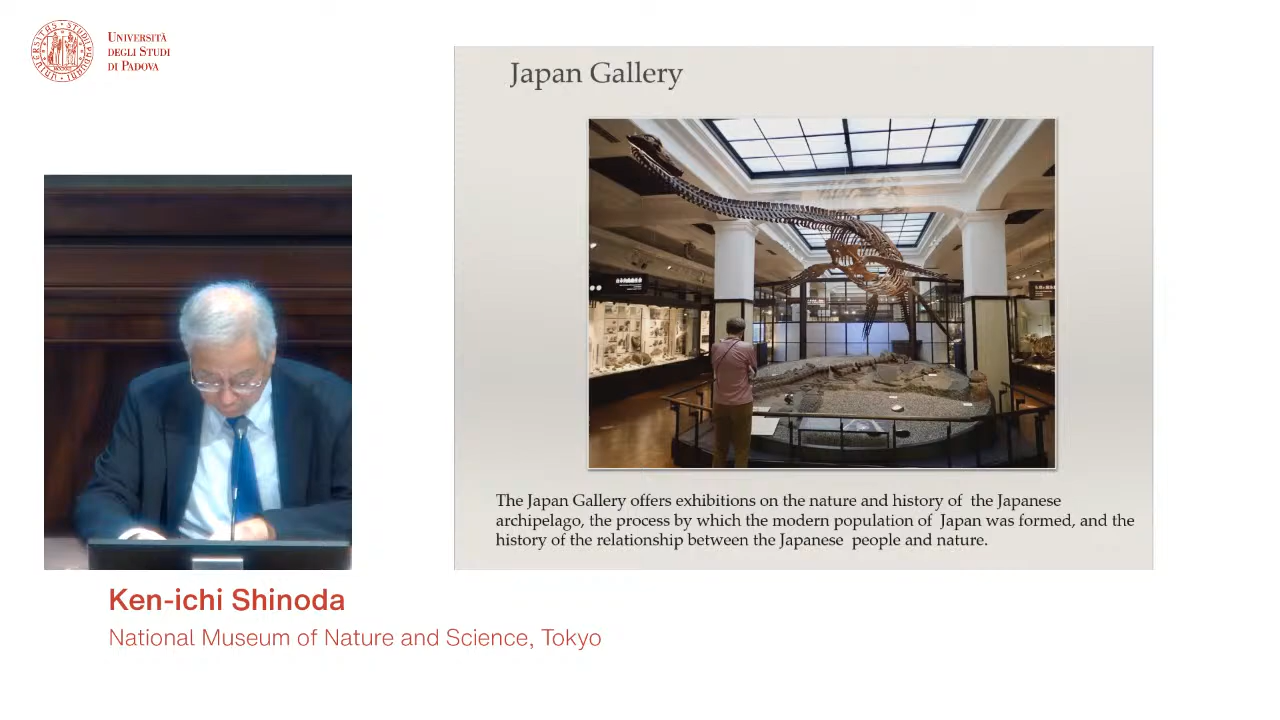 UNIVERSITÀ
DEGLI STUDI
DI PADOVA
Japan Gallery
The Japan Gallery offers exhibitions on the nature and history of the Japanese
archipelago, the process by which the modern population of Japan was formed, and the
history of the relationship between the Japanese people and nature.
Ken-ichi Shinoda
National Museum of Nature and Science, Tokyo